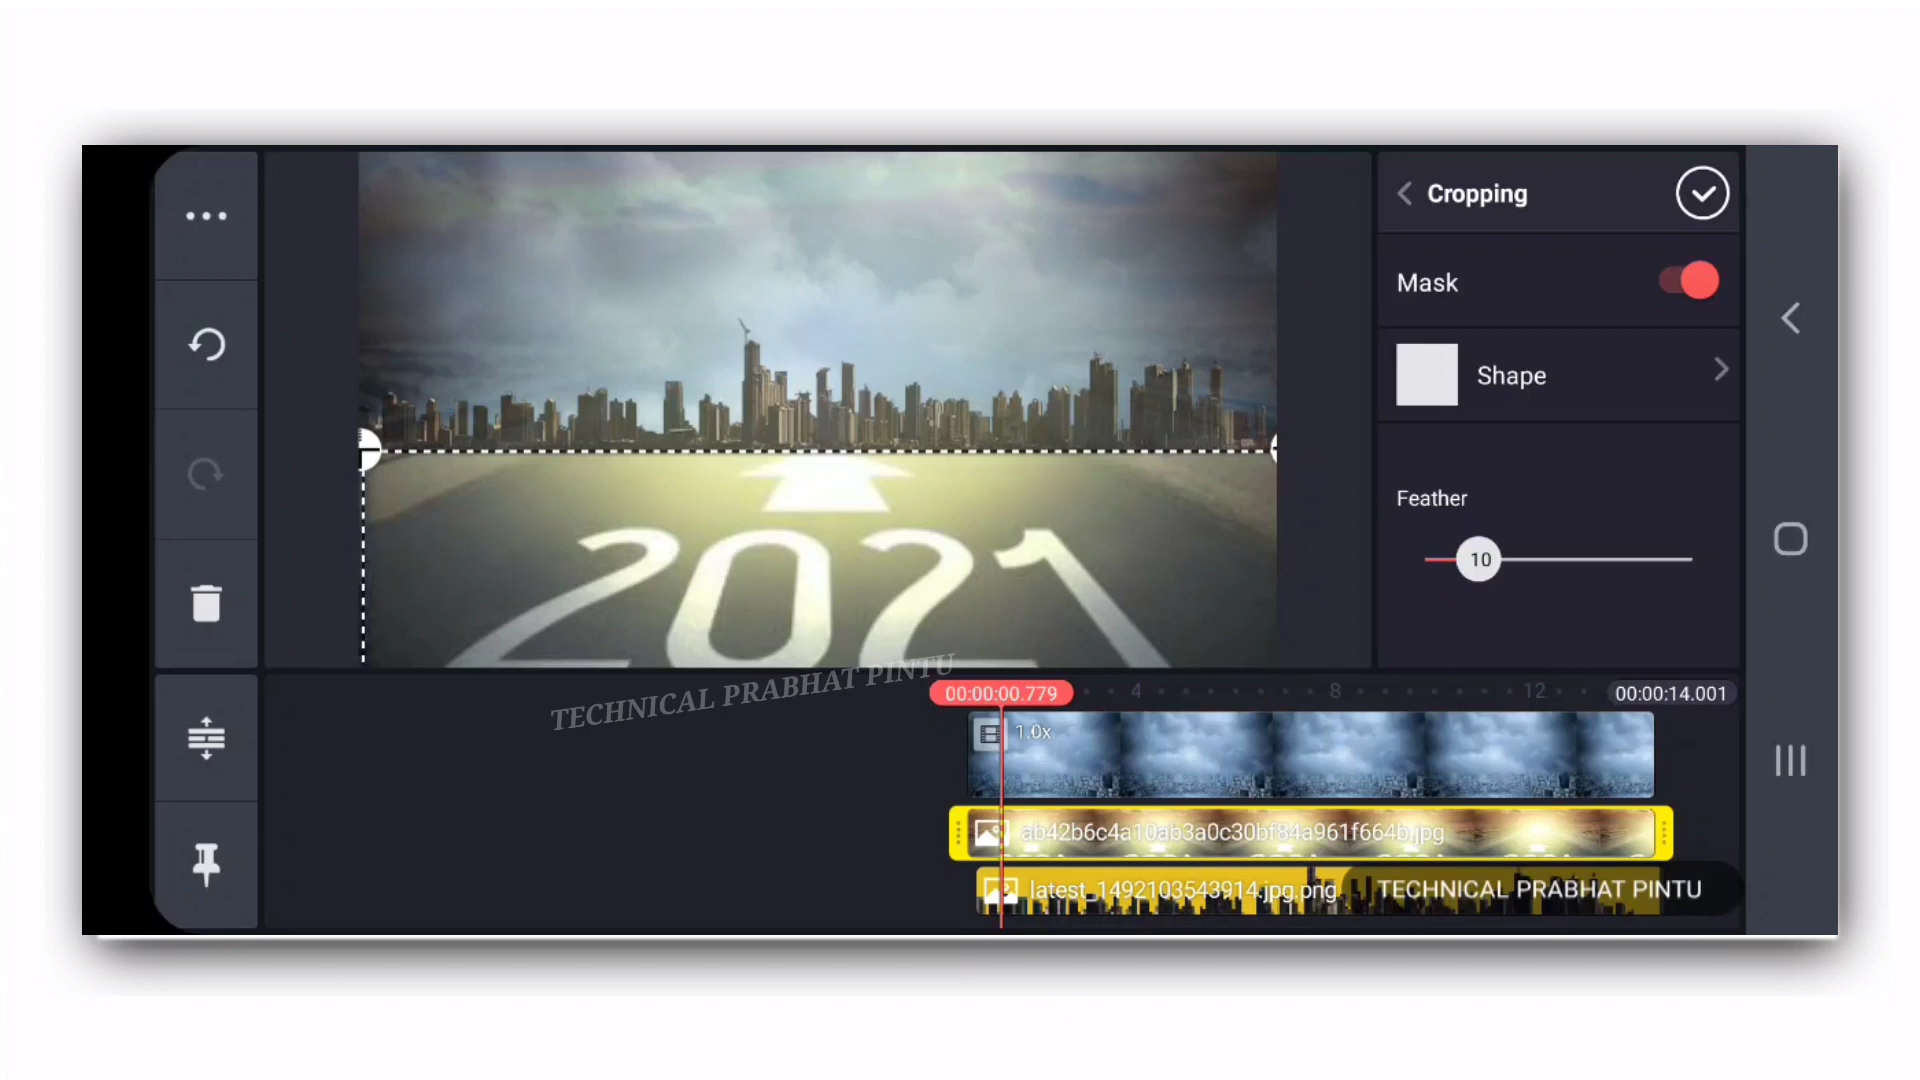 Cropping
Mask
Shape
Feather
10
2021
TECHNICAL PRABHAT PINTU
00:00:00.779
4
8
12
00:00:14.001
1.0x
ab42b6c4a10ab3a0c30bf84a961f664b.jpg
latest_1492103543914.jpg.png
TECHNICAL PRABHAT PINTU